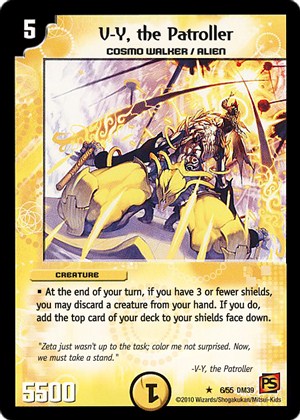 5
V-Y, the Patroller
COSMO WALKER / ALIEN
CREATURE
■ At the end of your turn, if you have 3 or fewer shields,
you may discard a creature from your hand. If you do,
add the top card of your deck to your shields face down.
"Zeta just wasn't up to the task; color me not surprised. Now,
we must take a stand."
-V-Y, the Patroller
5500
1
★ 6/55 DM39
©2010 Wizards/Shogakukan/Mitsui-Kids
PS